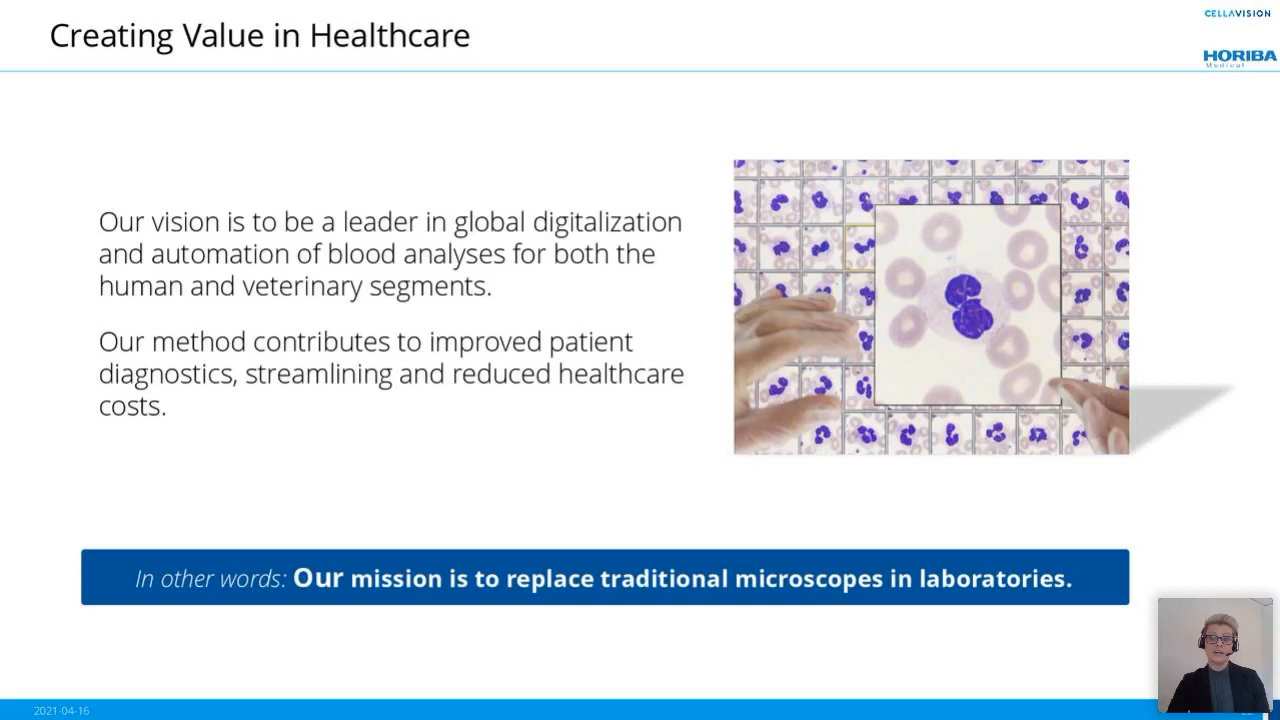 Creating Value in Healthcare
CELLAVISION
HORIBA
Medical
Our vision is to be a leader in global digitalization
and automation of blood analyses for both the
human and veterinary segments.
Our method contributes to improved patient
diagnostics, streamlining and reduced healthcare
costs.
In other words: Our mission is to replace traditional microscopes in laboratories.
2021-04-16